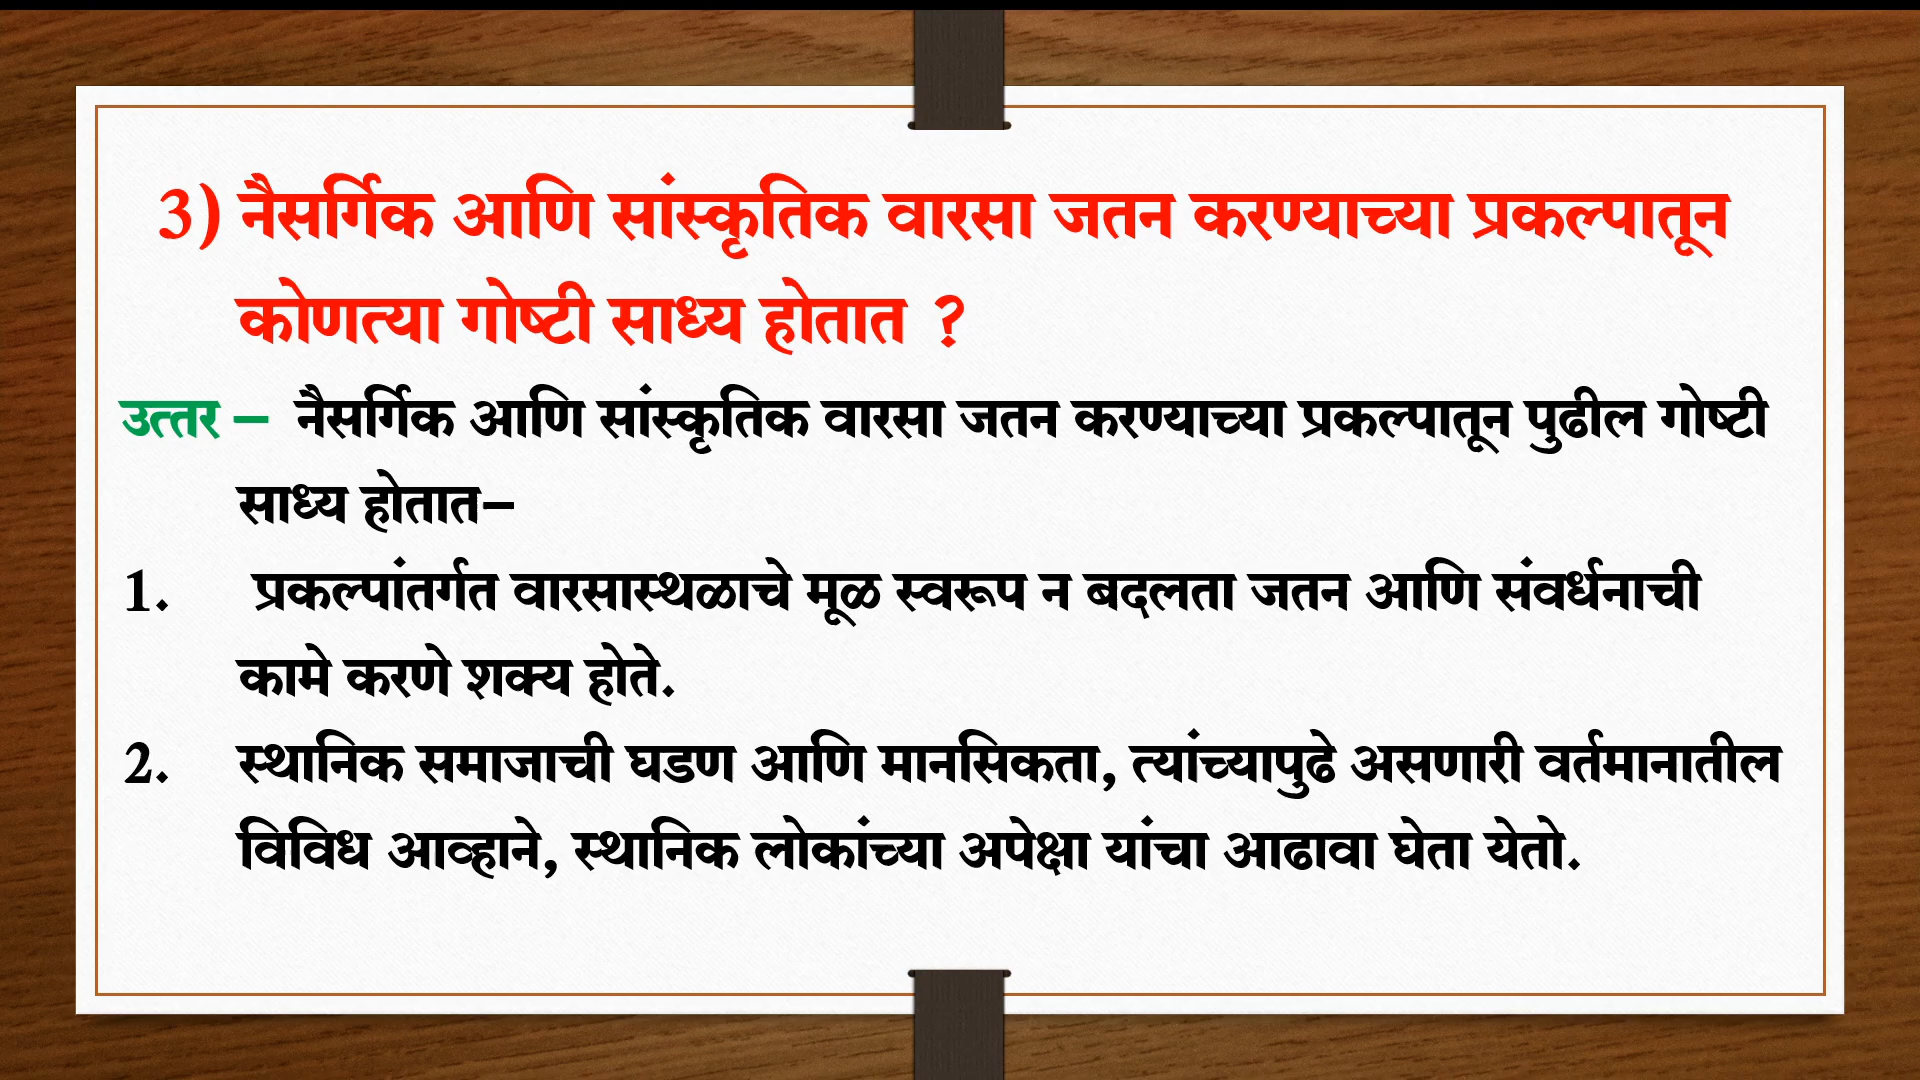 3) नैसर्गिक आणि सांस्कृतिक वारसा जतन करण्याच्या प्रकल्पातून
कोणत्या गोष्टी साध्य होतात ?
उत्तर – नैसर्गिक आणि सांस्कृतिक वारसा जतन करण्याच्या प्रकल्पातून पुढील गोष्टी
साध्य होतात–
1. प्रकल्पांतर्गत वारसास्थळाचे मूळ स्वरूप न बदलता जतन आणि संवर्धनाची
कामे करणे शक्य होते.
2. स्थानिक समाजाची घडण आणि मानसिकता, त्यांच्यापुढे असणारी वर्तमानातील
विविध आव्हाने, स्थानिक लोकांच्या अपेक्षा यांचा आढावा घेता येतो.